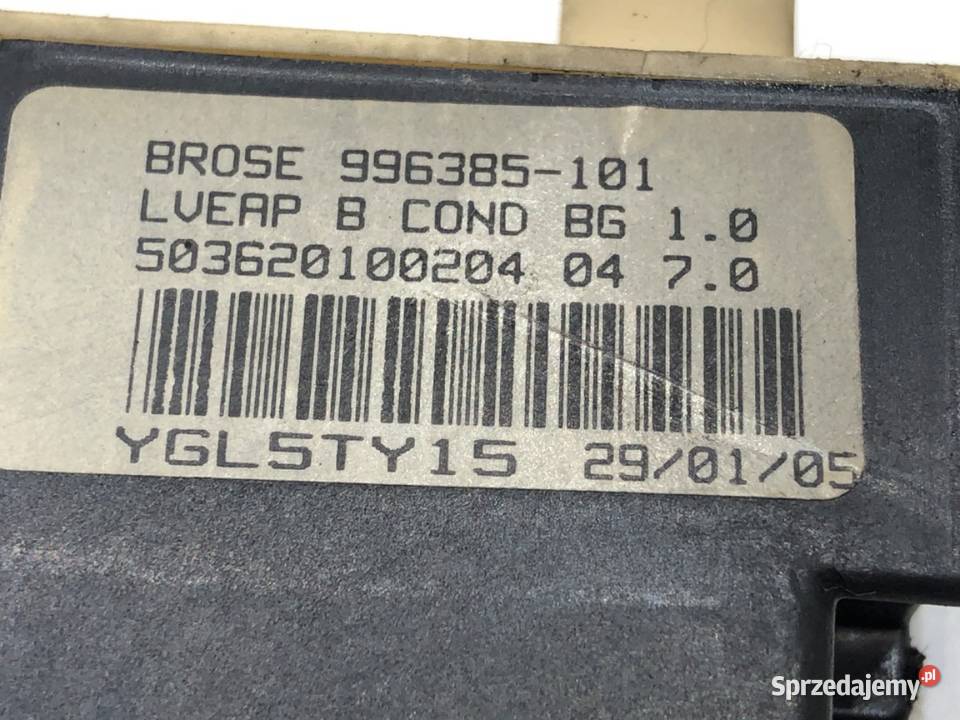 BROSE 996385-101
LVEAP B COND BG 1.0
503620100204 04 7.0
YGL5TY15 29/01/05
Sprzedajemy.pl